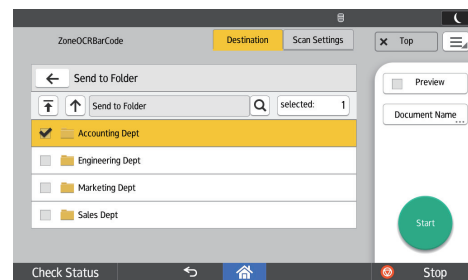 ZoneOCRBarCode
Destination
Scan Settings
Top
Send to Folder
Preview
Send to Folder
selected: 1
Document Name...
Accounting Dept
Engineering Dept
Marketing Dept
Sales Dept
Start
Check Status
Stop